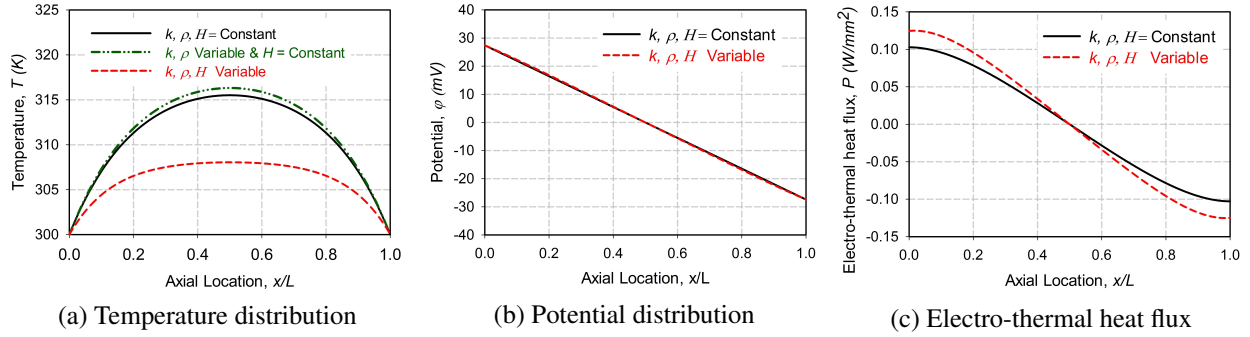 325
320
315
310
305
300
Temperature, T (K)
k, ρ, H = Constant
k, ρ Variable & H = Constant
k, ρ, H Variable
0.0 0.2 0.4 0.6 0.8 1.0
Axial Location, x/L
(a) Temperature distribution
40
30
20
10
0
-10
-20
-30
-40
Potential, φ (mV)
k, ρ, H = Constant
k, ρ, H Variable
0.0 0.2 0.4 0.6 0.8 1.0
Axial Location, x/L
(b) Potential distribution
0.15
0.10
0.05
0.00
-0.05
-0.10
-0.15
Electro-thermal heat flux, P (W/mm²)
k, ρ, H = Constant
k, ρ, H Variable
0.0 0.2 0.4 0.6 0.8 1.0
Axial Location, x/L
(c) Electro-thermal heat flux